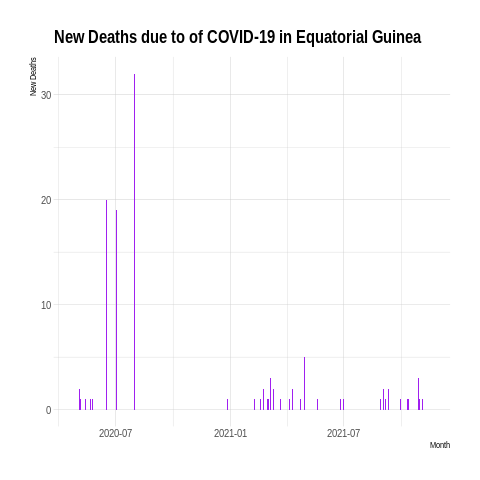 New Deaths due to of COVID-19 in Equatorial Guinea
New Deaths
30
20
10
0
2020-07 2021-01 2021-07
Month